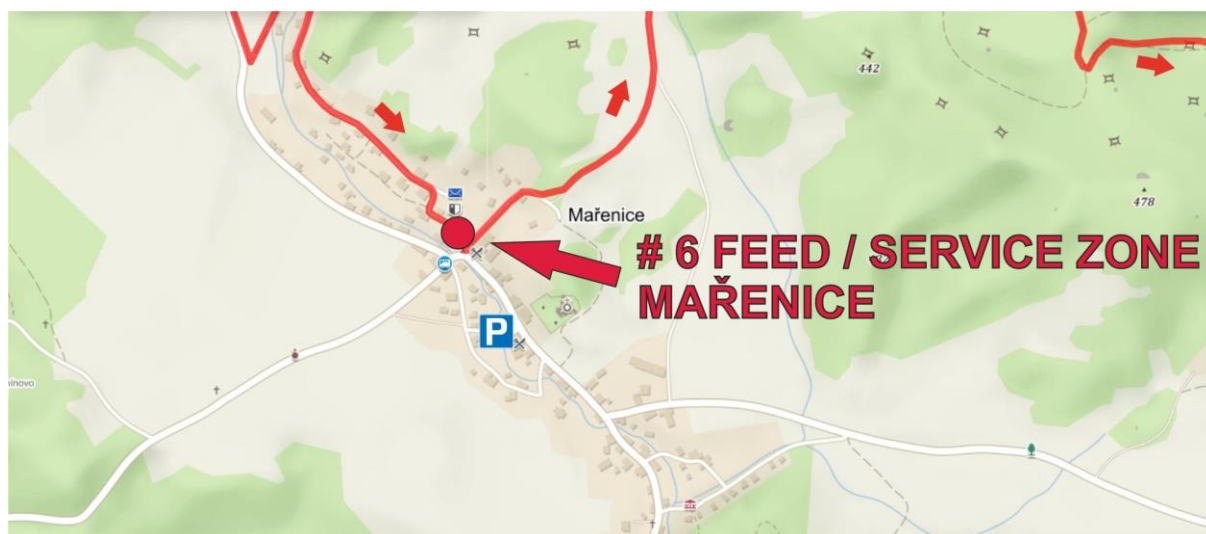 442
478
Mařenice
# 6 FEED / SERVICE ZONE
MAŘENICE
P